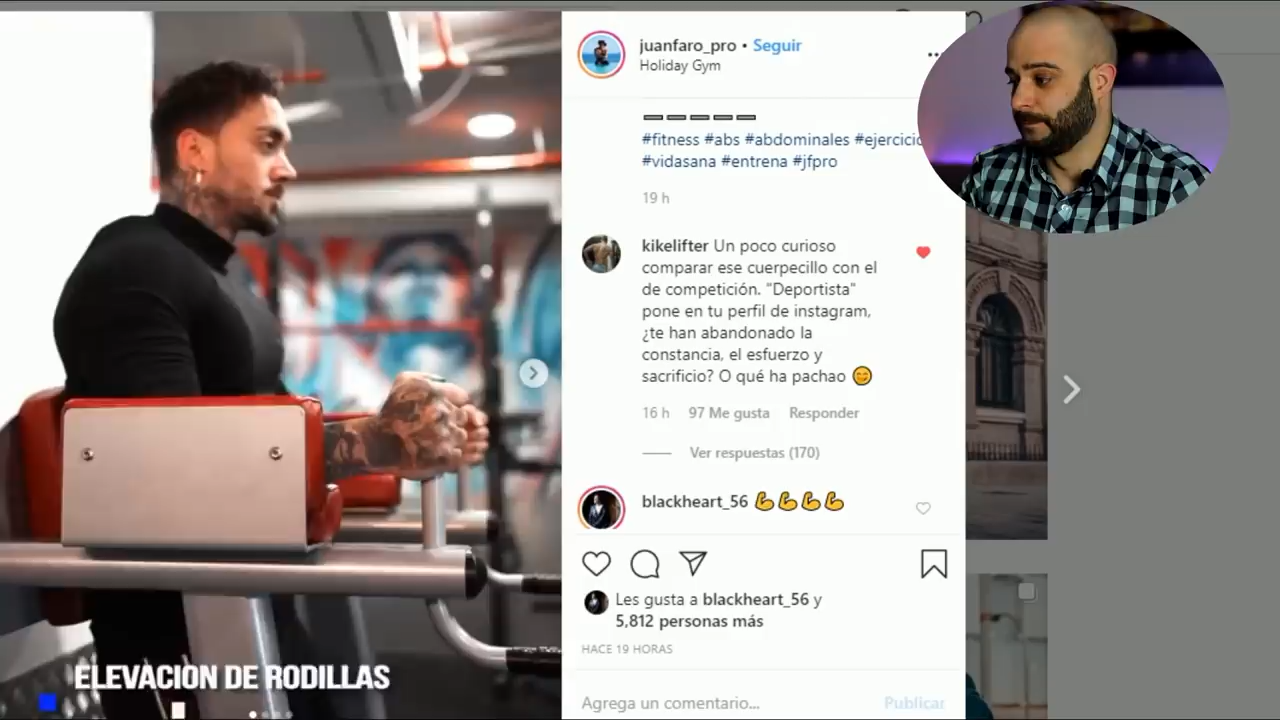 juanfaro_pro • Seguir
Holiday Gym
#fitness #abs #abdominales
#vidasana #entrena #jfpro
19 h
kikelifter Un poco curioso
comparar ese cuerpecillo con el
de competición. "Deportista"
pone en tu perfil de instagram,
¿te han abandonado la
constancia, el esfuerzo y
sacrificio? O qué ha pachao 😊
16 h 97 Me gusta Responder
Ver respuestas (170)
blackheart_56 💪💪💪💪
Les gusta a blackheart_56 y
5,812 personas más
HACE 19 HORAS
Agrega un comentario... Publicar
ELEVACION DE RODILLAS